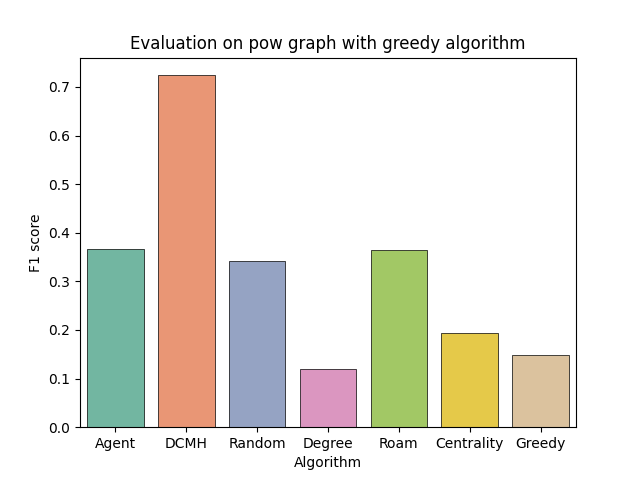 Evaluation on pow graph with greedy algorithm
F1 score
0.7
0.6
0.5
0.4
0.3
0.2
0.1
0.0
Agent DCMH Random Degree Roam Centrality Greedy
Algorithm